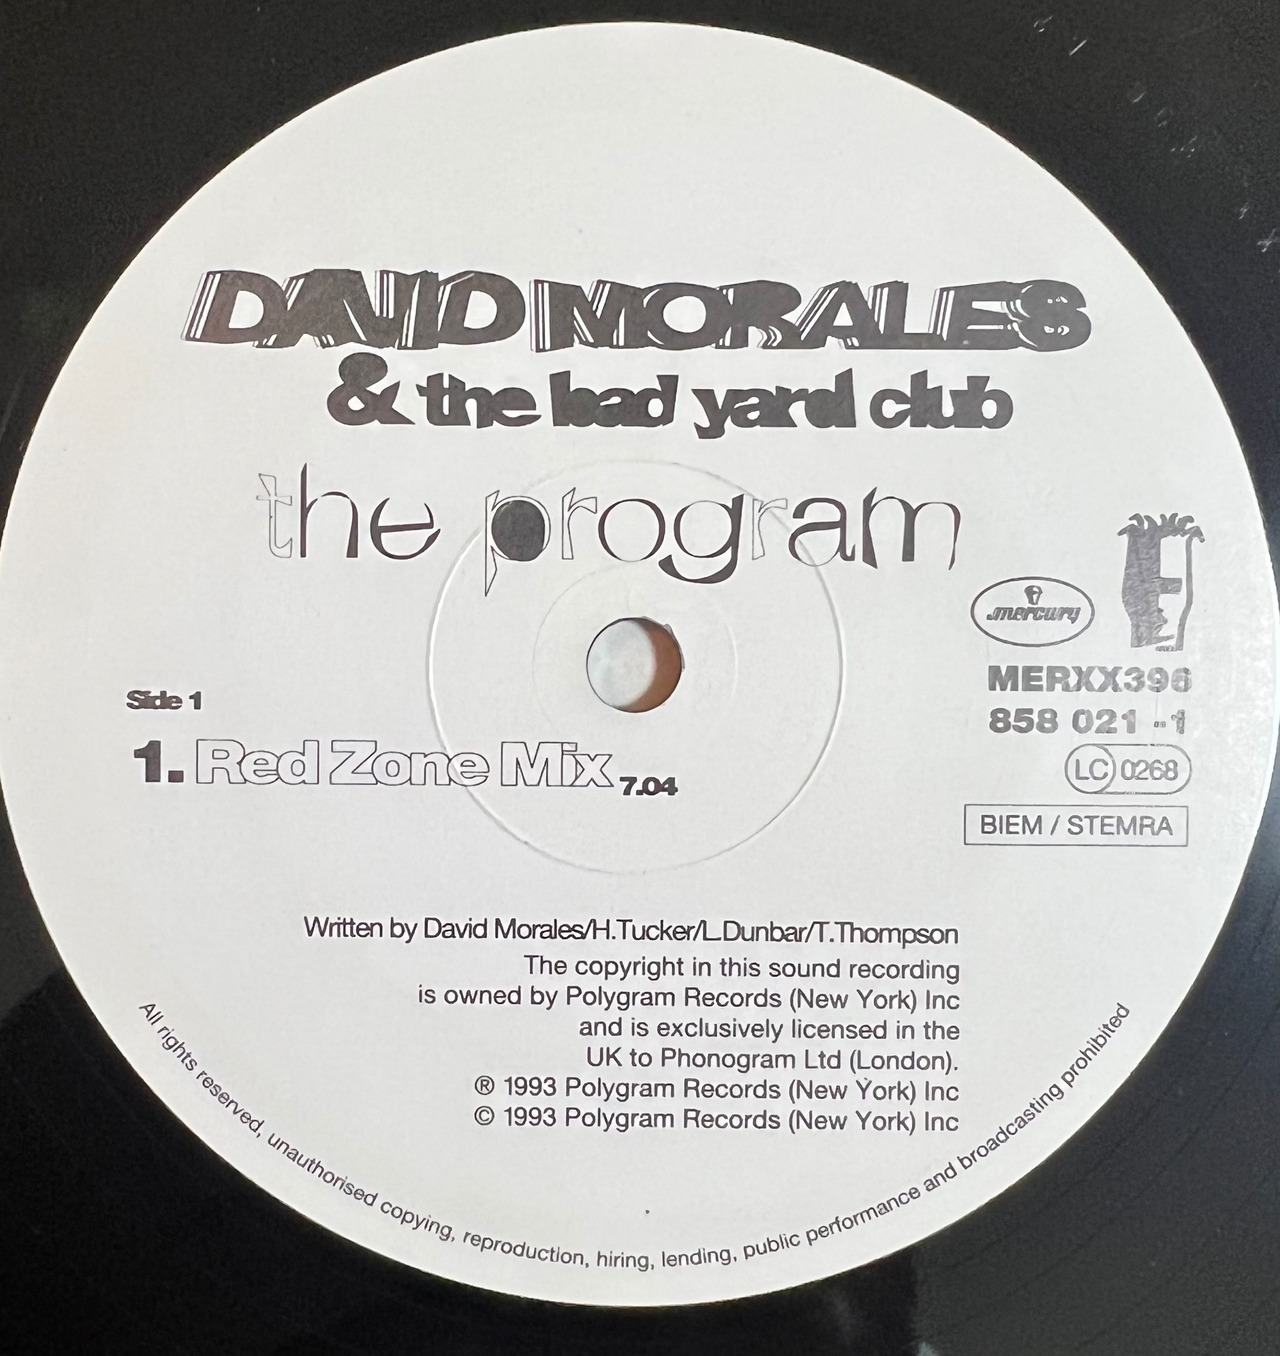 DAVID MORALES
& the bad yard club
the program
mercury
MERXX396
858 021 -1
LC 0268
BIEM / STEMRA
Side 1
1. Red Zone Mix 7.04
Written by David Morales/H.Tucker/L.Dunbar/T.Thompson
The copyright in this sound recording
is owned by Polygram Records (New York) Inc
and is exclusively licensed in the
UK to Phonogram Ltd (London).
® 1993 Polygram Records (New York) Inc
© 1993 Polygram Records (New York) Inc
All rights reserved, unauthorised copying, reproduction, hiring, lending, public performance and broadcasting prohibited